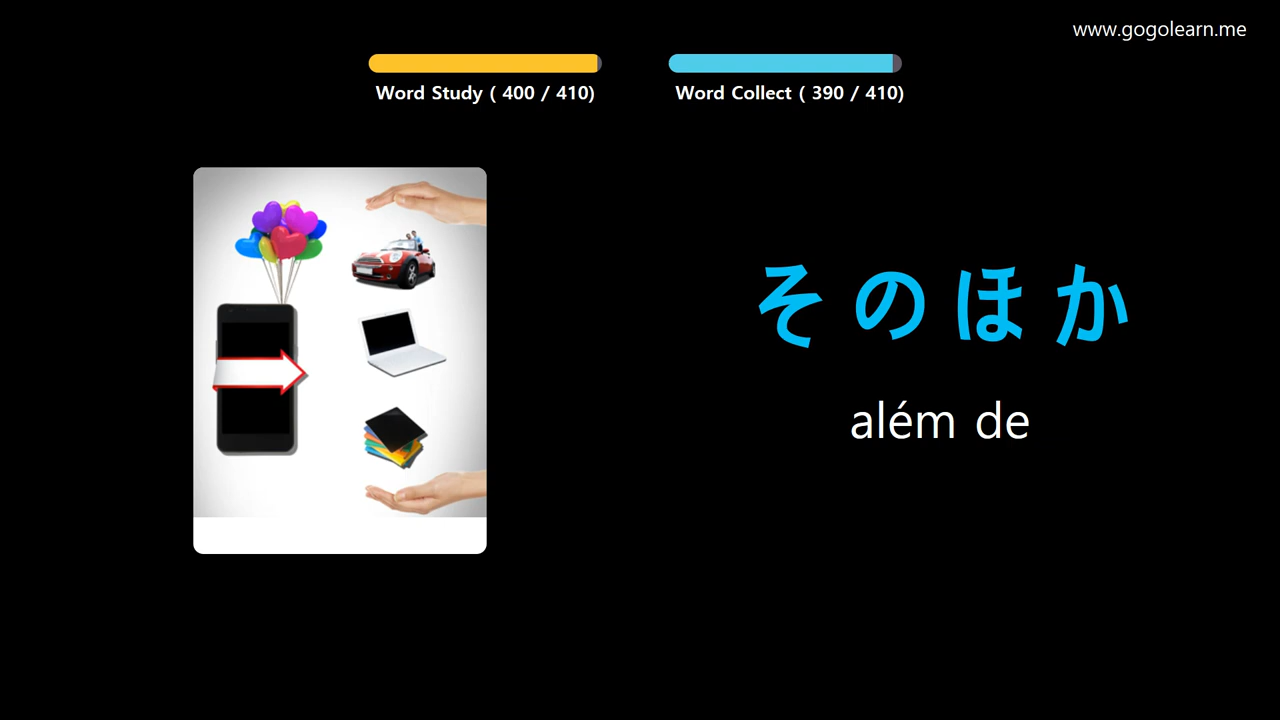 www.gogolearn.me
Word Study ( 400 / 410)
Word Collect ( 390 / 410)
そのほか
além de